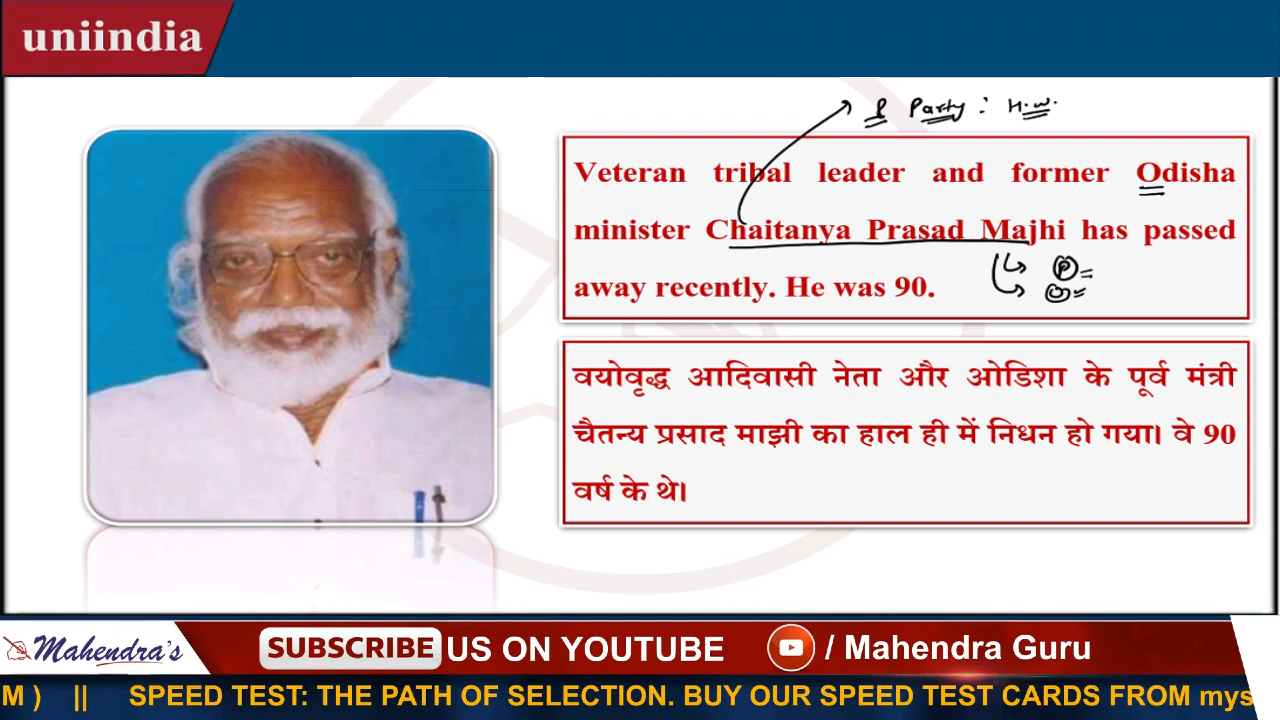 uniindia
Party : H.W.
Veteran tribal leader and former Odisha
minister Chaitanya Prasad Majhi has passed
away recently. He was 90.
P
O
वयोवृद्ध आदिवासी नेता और ओडिशा के पूर्व मंत्री
चैतन्य प्रसाद माझी का हाल ही में निधन हो गया। वे 90
वर्ष के थे।
Mahendra's
SUBSCRIBE US ON YOUTUBE
/ Mahendra Guru
M ) || SPEED TEST: THE PATH OF SELECTION. BUY OUR SPEED TEST CARDS FROM mys